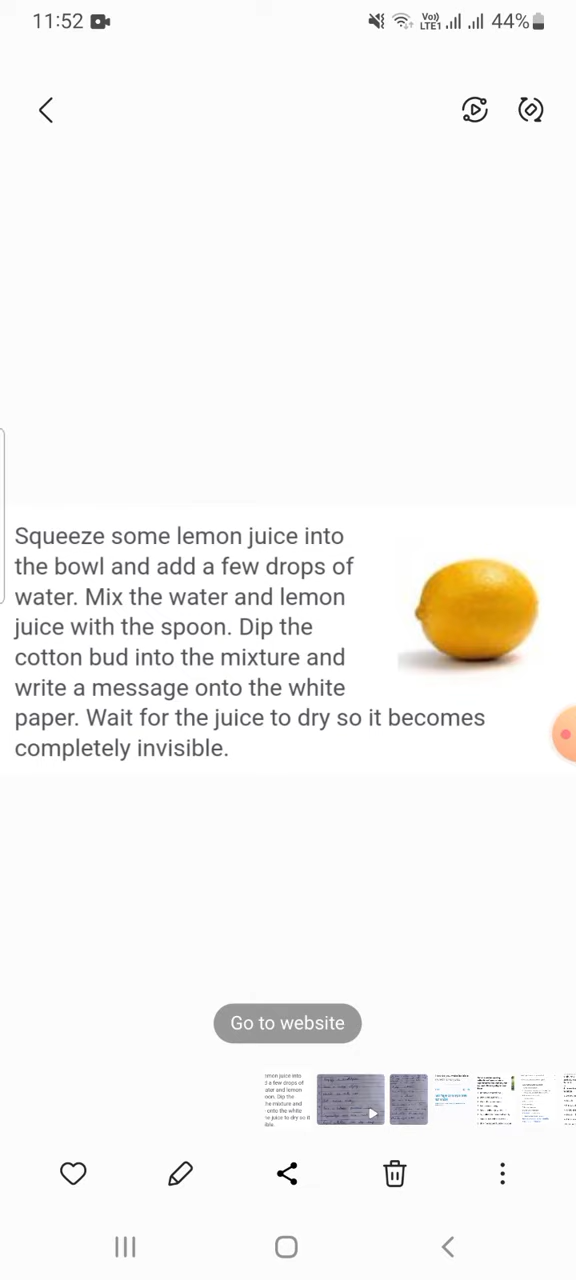 11:52
Vo))
LTE1
44%
Squeeze some lemon juice into
the bowl and add a few drops of
water. Mix the water and lemon
juice with the spoon. Dip the
cotton bud into the mixture and
write a message onto the white
paper. Wait for the juice to dry so it becomes
completely invisible.
Go to website